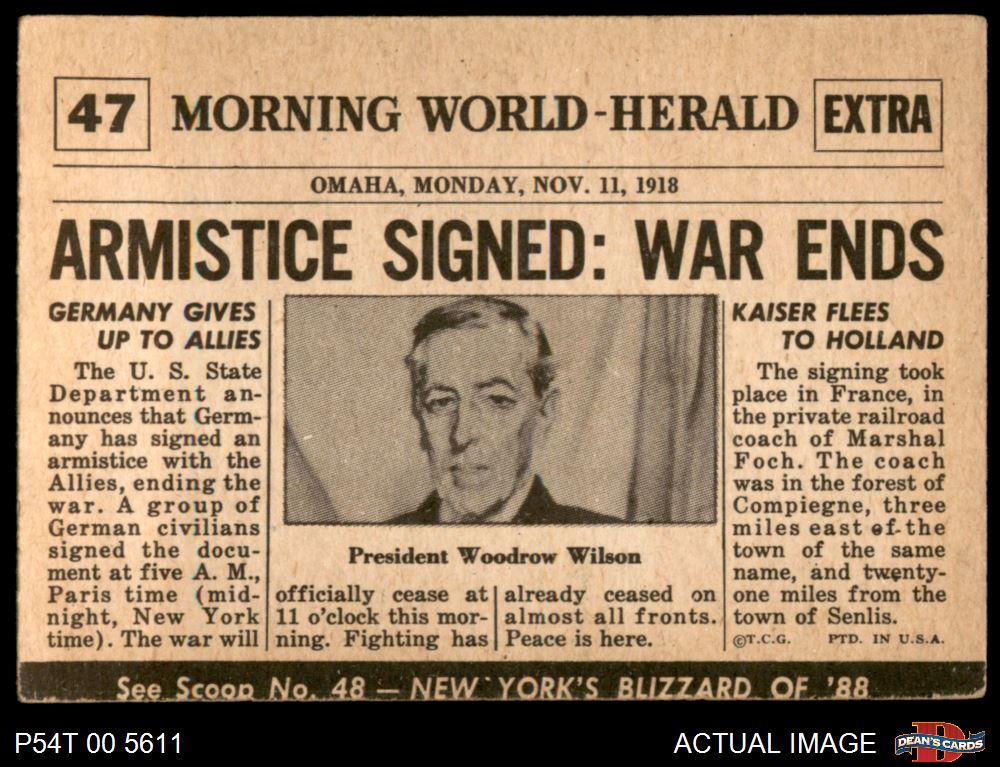 47
MORNING WORLD-HERALD
EXTRA
OMAHA, MONDAY, NOV. 11, 1918
ARMISTICE SIGNED: WAR ENDS
GERMANY GIVES
UP TO ALLIES
The U. S. State
Department an-
nounces that Germ-
any has signed an
armistice with the
Allies, ending the
war. A group of
German civilians
signed the docu-
ment at five A. M.,
Paris time (mid-
night, New York
time). The war will
President Woodrow Wilson
officially cease at
11 o'clock this mor-
ning. Fighting has
already ceased on
almost all fronts.
Peace is here.
KAISER FLEES
TO HOLLAND
The signing took
place in France, in
the private railroad
coach of Marshal
Foch. The coach
was in the forest of
Compiegne, three
miles east of the
town of the same
name, and twenty-
one miles from the
town of Senlis.
©T.C.G. PTD. IN U.S.A.
See Scoop No. 48 — NEW YORK'S BLIZZARD OF '88
P54T 00 5611
ACTUAL IMAGE
D
DEAN'S CARDS